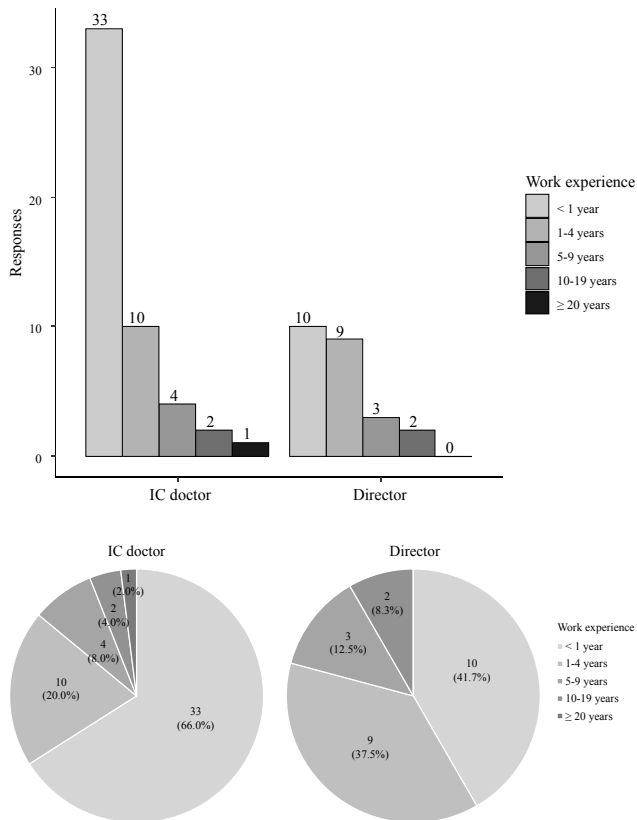 33
30
20
10
0
Responses
10
4
2
1
10
9
3
2
0
IC doctor
Director
Work experience
< 1 year
1-4 years
5-9 years
10-19 years
≥ 20 years
IC doctor
1
(2.0%)
2
(4.0%)
4
(8.0%)
10
(20.0%)
33
(66.0%)
Director
2
(8.3%)
3
(12.5%)
10
(41.7%)
9
(37.5%)
Work experience
< 1 year
1-4 years
5-9 years
10-19 years
≥ 20 years